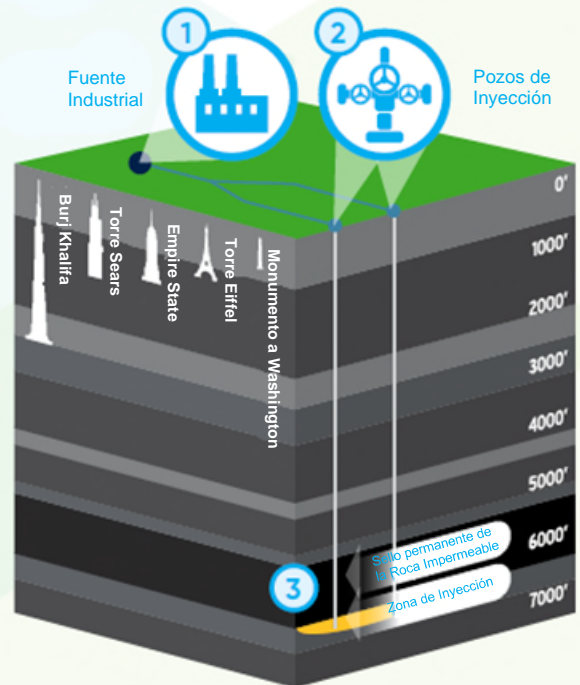 1
2
Fuente
Industrial
Pozos de
Inyección
Burj Khalifa
Torre Sears
Empire State
Torre Eiffel
Monumento a Washington
0'
1000'
2000'
3000'
4000'
5000'
6000'
7000'
Sello permanente de
la Roca Impermeable
Zona de Inyección
3